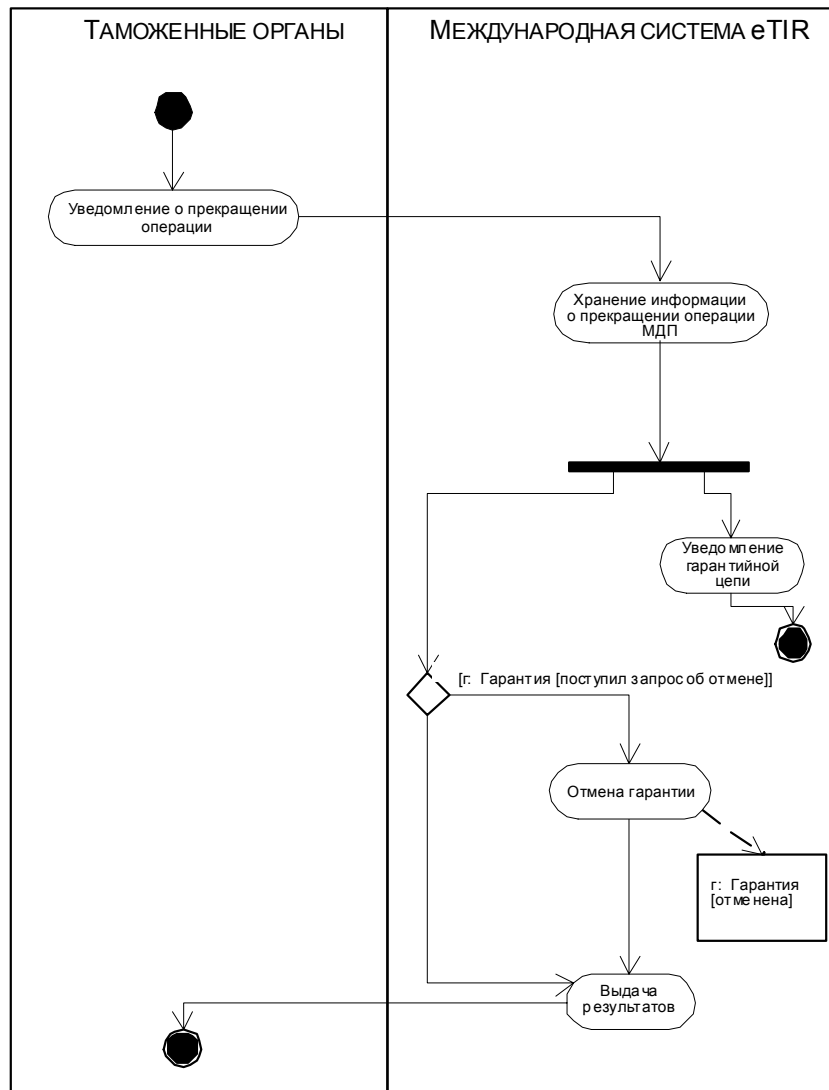 ТАМОЖЕННЫЕ ОРГАНЫ
МЕЖДУНАРОДНАЯ СИСТЕМА eTIR
Уведомление о прекращении
операции
Хранение информации
о прекращении операции
МДП
Уведомление
гарантийной
цепи
[г: Гарантия [поступил запрос об отмене]]
Отмена гарантии
г: Гарантия
[отменена]
Выдача
результатов